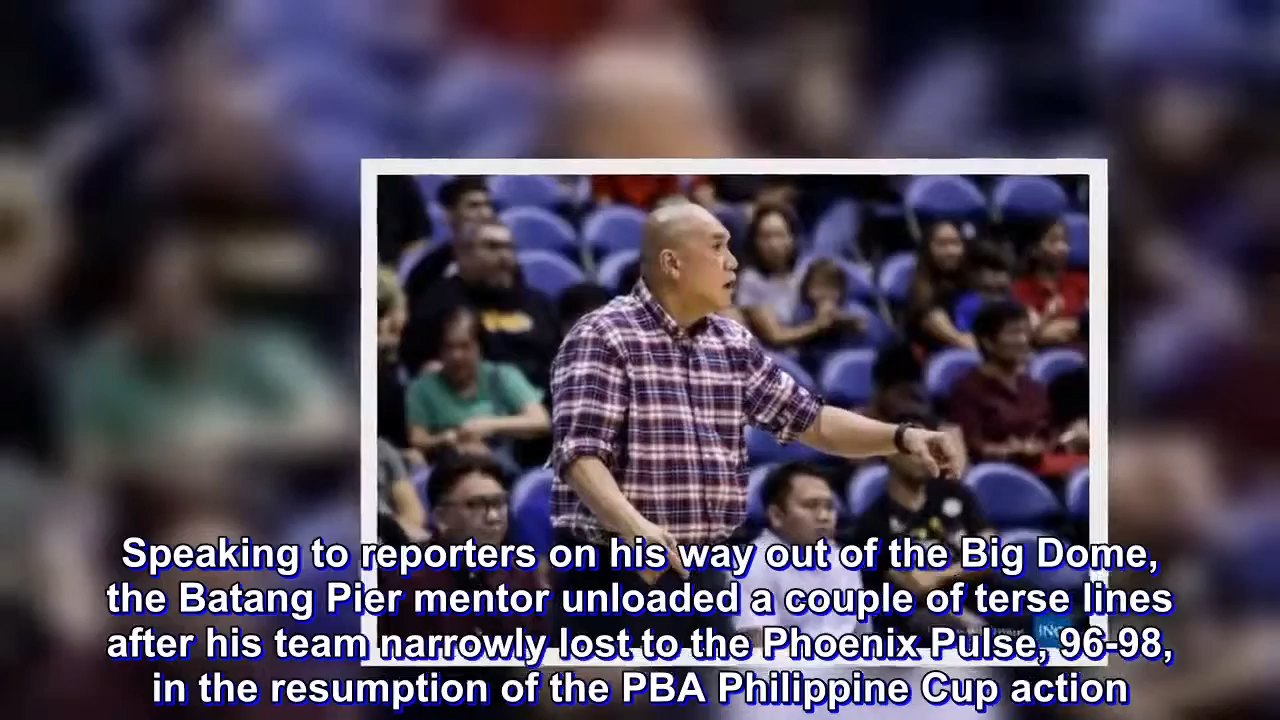 Speaking to reporters on his way out of the Big Dome,
the Batang Pier mentor unloaded a couple of terse lines
after his team narrowly lost to the Phoenix Pulse, 96-98,
in the resumption of the PBA Philippine Cup action